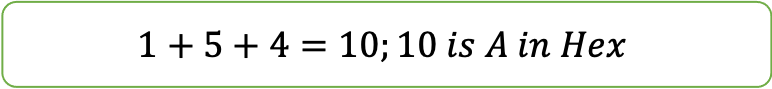 1 + 5 + 4 = 10; 10 is A in Hex